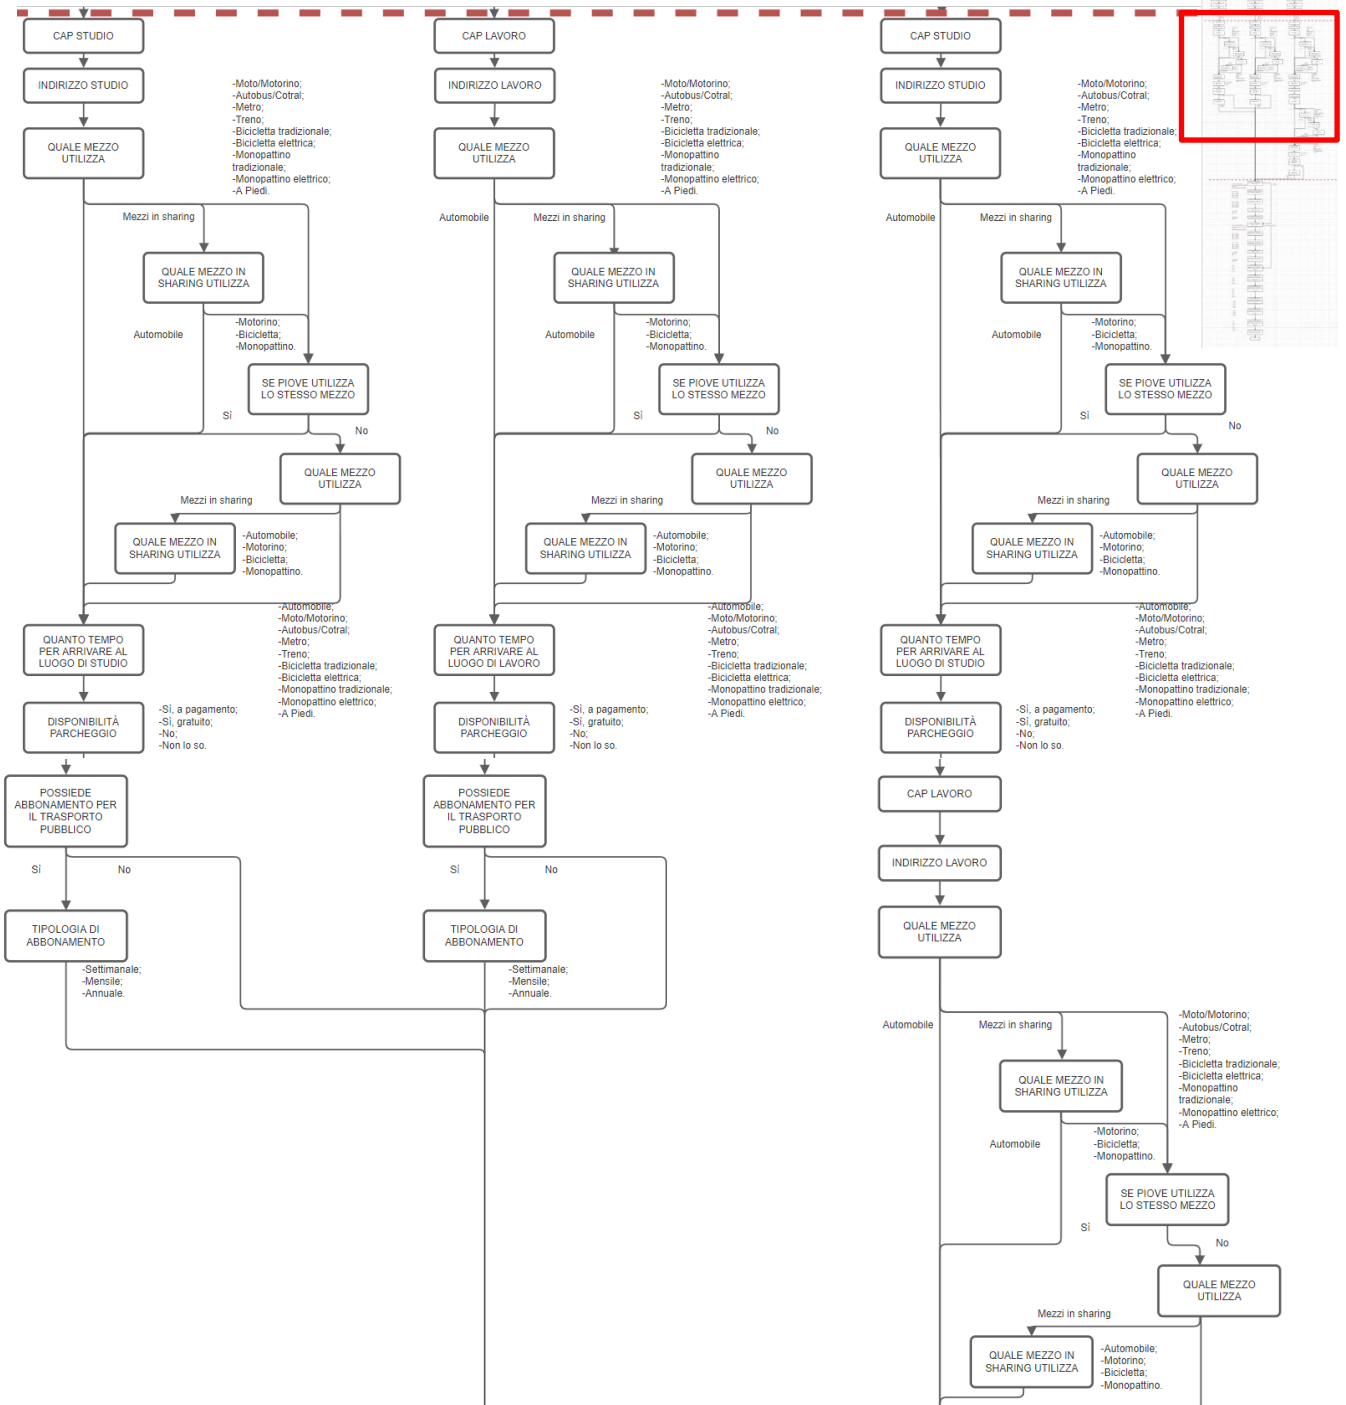 CAP STUDIO
INDIRIZZO STUDIO
-Moto/Motorino;
-Autobus/Cotral;
-Metro;
-Treno;
-Bicicletta tradizionale;
-Bicicletta elettrica;
-Monopattino
tradizionale;
-Monopattino elettrico;
-A Piedi.
QUALE MEZZO
UTILIZZA
Mezzi in sharing
QUALE MEZZO IN
SHARING UTILIZZA
Automobile
-Motorino;
-Bicicletta;
-Monopattino.
SE PIOVE UTILIZZA
LO STESSO MEZZO
Sì
No
QUALE MEZZO
UTILIZZA
Mezzi in sharing
QUALE MEZZO IN
SHARING UTILIZZA
-Automobile;
-Motorino;
-Bicicletta;
-Monopattino.
-Automobile;
-Moto/Motorino;
-Autobus/Cotral;
-Metro;
-Treno;
-Bicicletta tradizionale;
-Bicicletta elettrica;
-Monopattino tradizionale;
-Monopattino elettrico;
-A Piedi.
QUANTO TEMPO
PER ARRIVARE AL
LUOGO DI STUDIO
DISPONIBILITÀ
PARCHEGGIO
-Sì, a pagamento;
-Sì, gratuito;
-No;
-Non lo so.
POSSIEDE
ABBONAMENTO PER
IL TRASPORTO
PUBBLICO
Sì
No
TIPOLOGIA DI
ABBONAMENTO
-Settimanale;
-Mensile;
-Annuale.
CAP LAVORO
INDIRIZZO LAVORO
-Moto/Motorino;
-Autobus/Cotral;
-Metro;
-Treno;
-Bicicletta tradizionale;
-Bicicletta elettrica;
-Monopattino
tradizionale;
-Monopattino elettrico;
-A Piedi.
QUALE MEZZO
UTILIZZA
Automobile
Mezzi in sharing
QUALE MEZZO IN
SHARING UTILIZZA
Automobile
-Motorino;
-Bicicletta;
-Monopattino.
SE PIOVE UTILIZZA
LO STESSO MEZZO
Sì
No
QUALE MEZZO
UTILIZZA
Mezzi in sharing
QUALE MEZZO IN
SHARING UTILIZZA
-Automobile;
-Motorino;
-Bicicletta;
-Monopattino.
-Automobile;
-Moto/Motorino;
-Autobus/Cotral;
-Metro;
-Treno;
-Bicicletta tradizionale;
-Bicicletta elettrica;
-Monopattino tradizionale;
-Monopattino elettrico;
-A Piedi.
QUANTO TEMPO
PER ARRIVARE AL
LUOGO DI LAVORO
DISPONIBILITÀ
PARCHEGGIO
-Sì, a pagamento;
-Sì, gratuito;
-No;
-Non lo so.
POSSIEDE
ABBONAMENTO PER
IL TRASPORTO
PUBBLICO
Sì
No
TIPOLOGIA DI
ABBONAMENTO
-Settimanale;
-Mensile;
-Annuale.
CAP STUDIO
INDIRIZZO STUDIO
-Moto/Motorino;
-Autobus/Cotral;
-Metro;
-Treno;
-Bicicletta tradizionale;
-Bicicletta elettrica;
-Monopattino
tradizionale;
-Monopattino elettrico;
-A Piedi.
QUALE MEZZO
UTILIZZA
Automobile
Mezzi in sharing
QUALE MEZZO IN
SHARING UTILIZZA
Automobile
-Motorino;
-Bicicletta;
-Monopattino.
SE PIOVE UTILIZZA
LO STESSO MEZZO
Sì
No
QUALE MEZZO
UTILIZZA
Mezzi in sharing
QUALE MEZZO IN
SHARING UTILIZZA
-Automobile;
-Motorino;
-Bicicletta;
-Monopattino.
-Automobile;
-Moto/Motorino;
-Autobus/Cotral;
-Metro;
-Treno;
-Bicicletta tradizionale;
-Bicicletta elettrica;
-Monopattino tradizionale;
-Monopattino elettrico;
-A Piedi.
QUANTO TEMPO
PER ARRIVARE AL
LUOGO DI STUDIO
DISPONIBILITÀ
PARCHEGGIO
-Sì, a pagamento;
-Sì, gratuito;
-No;
-Non lo so.
CAP LAVORO
INDIRIZZO LAVORO
QUALE MEZZO
UTILIZZA
Automobile
Mezzi in sharing
-Moto/Motorino;
-Autobus/Cotral;
-Metro;
-Treno;
-Bicicletta tradizionale;
-Bicicletta elettrica;
-Monopattino
tradizionale;
-Monopattino elettrico;
-A Piedi.
QUALE MEZZO IN
SHARING UTILIZZA
Automobile
-Motorino;
-Bicicletta;
-Monopattino.
SE PIOVE UTILIZZA
LO STESSO MEZZO
Sì
No
QUALE MEZZO
UTILIZZA
Mezzi in sharing
QUALE MEZZO IN
SHARING UTILIZZA
-Automobile;
-Motorino;
-Bicicletta;
-Monopattino.